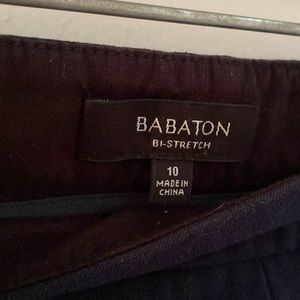 BABATON
BI-STRETCH
10
MADE IN
CHINA